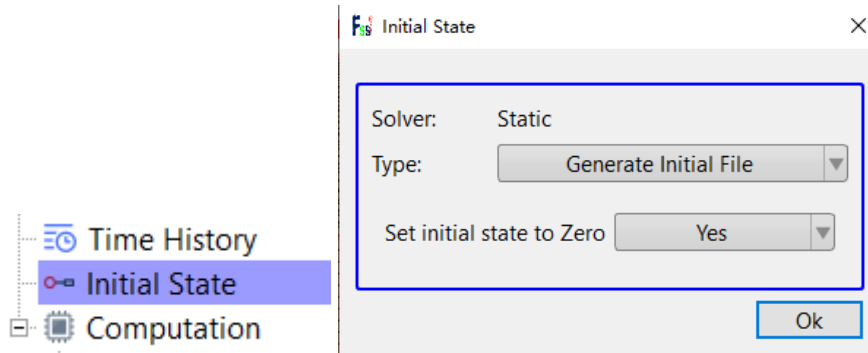 Time History
Initial State
Computation
Fssi Initial State
Solver: Static
Type: Generate Initial File
Set initial state to Zero Yes
Ok